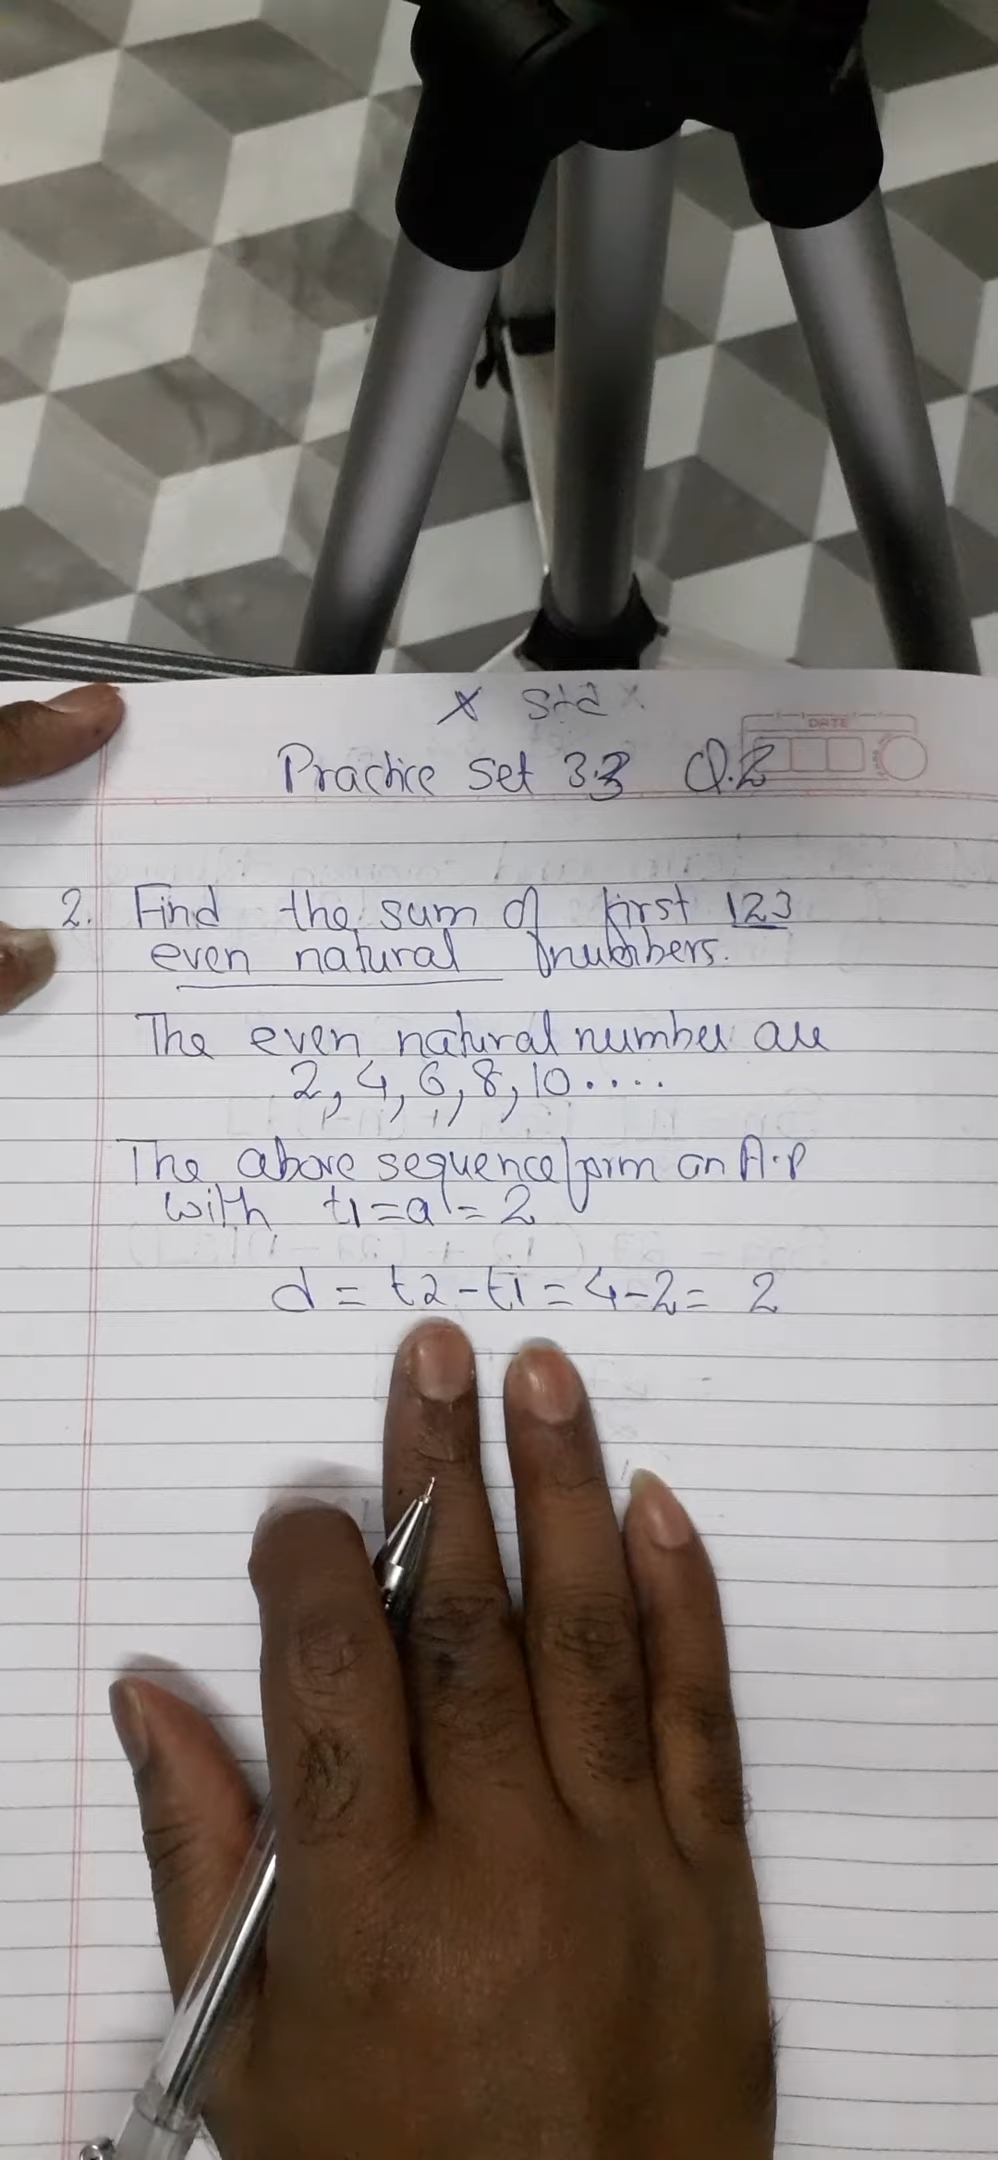 X Std X
DATE
Practice Set 3.3 Q.2
2. Find the sum of first 123
even natural numbers.
The even natural number are
2, 4, 6, 8, 10.....
The above sequence form an A.P
with t1=a=2
d = t2-t1 = 4-2= 2